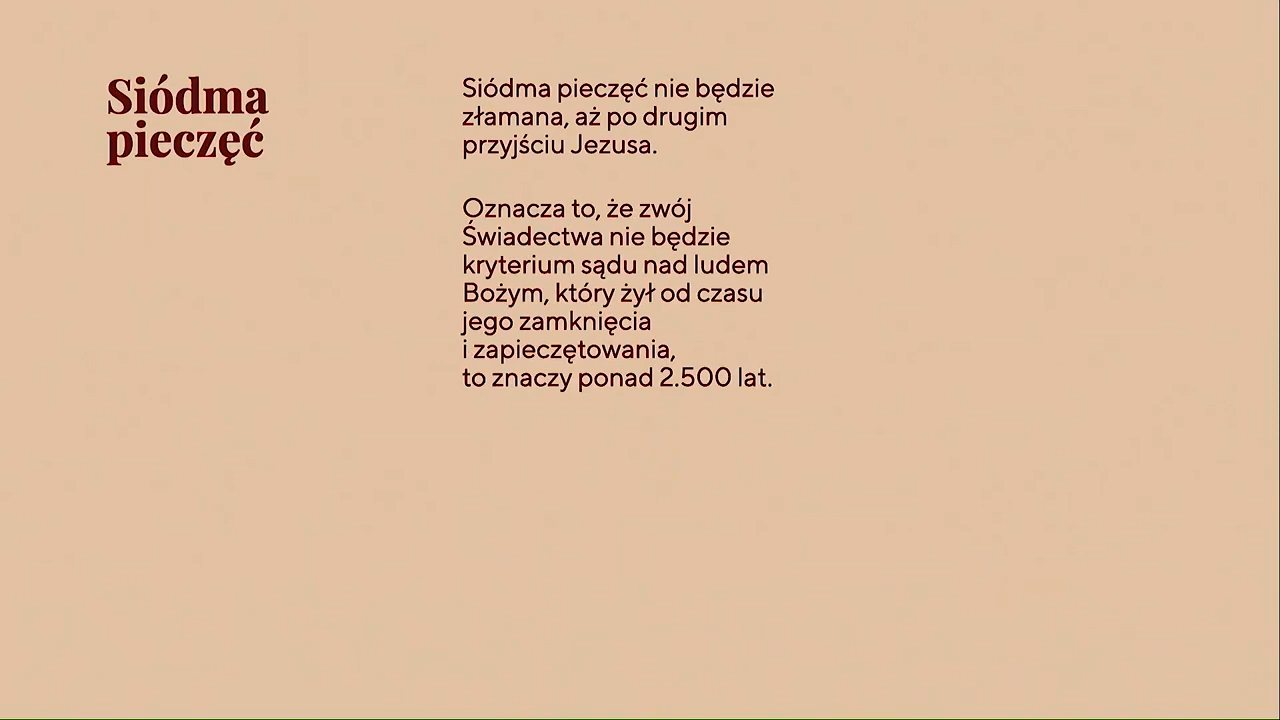 Siódma
pieczęć
Siódma pieczęć nie będzie
złamana, aż po drugim
przyjściu Jezusa.
Oznacza to, że zwój
Świadectwa nie będzie
kryterium sądu nad ludem
Bożym, który żył od czasu
jego zamknięcia
i zapieczętowania,
to znaczy ponad 2.500 lat.